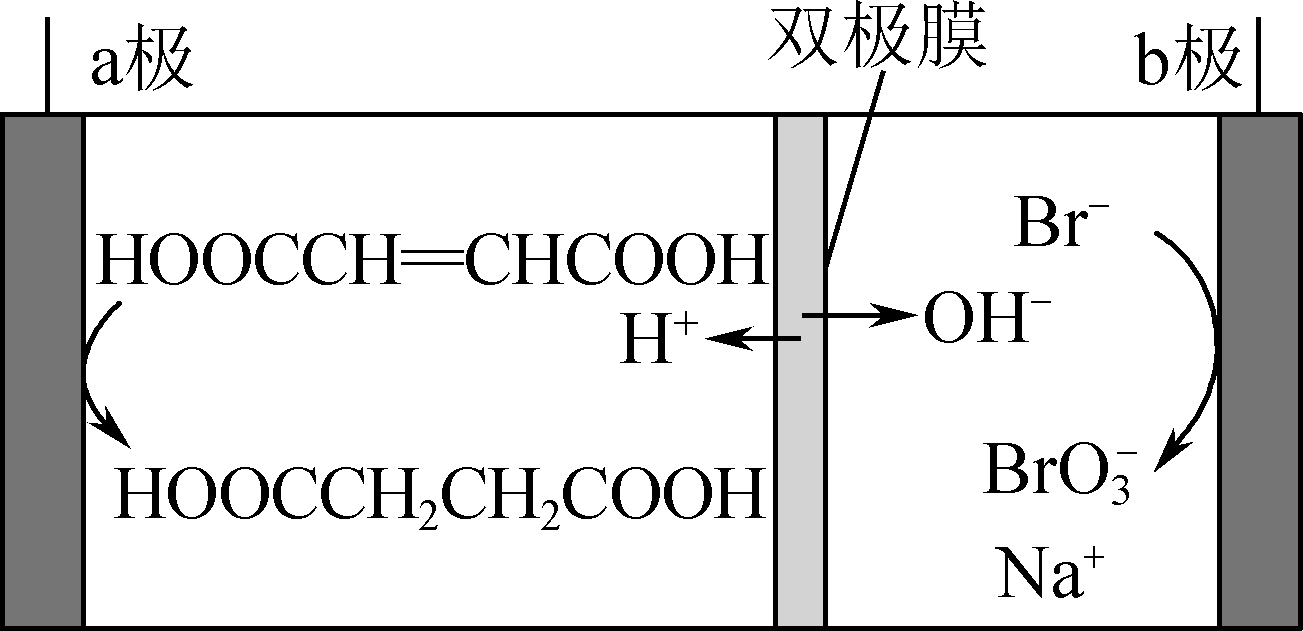 a极
双极膜
b极
HOOCCH=CHCOOH
H⁺
OH⁻
Br⁻
HOOCCH₂CH₂COOH
BrO₃⁻
Na⁺